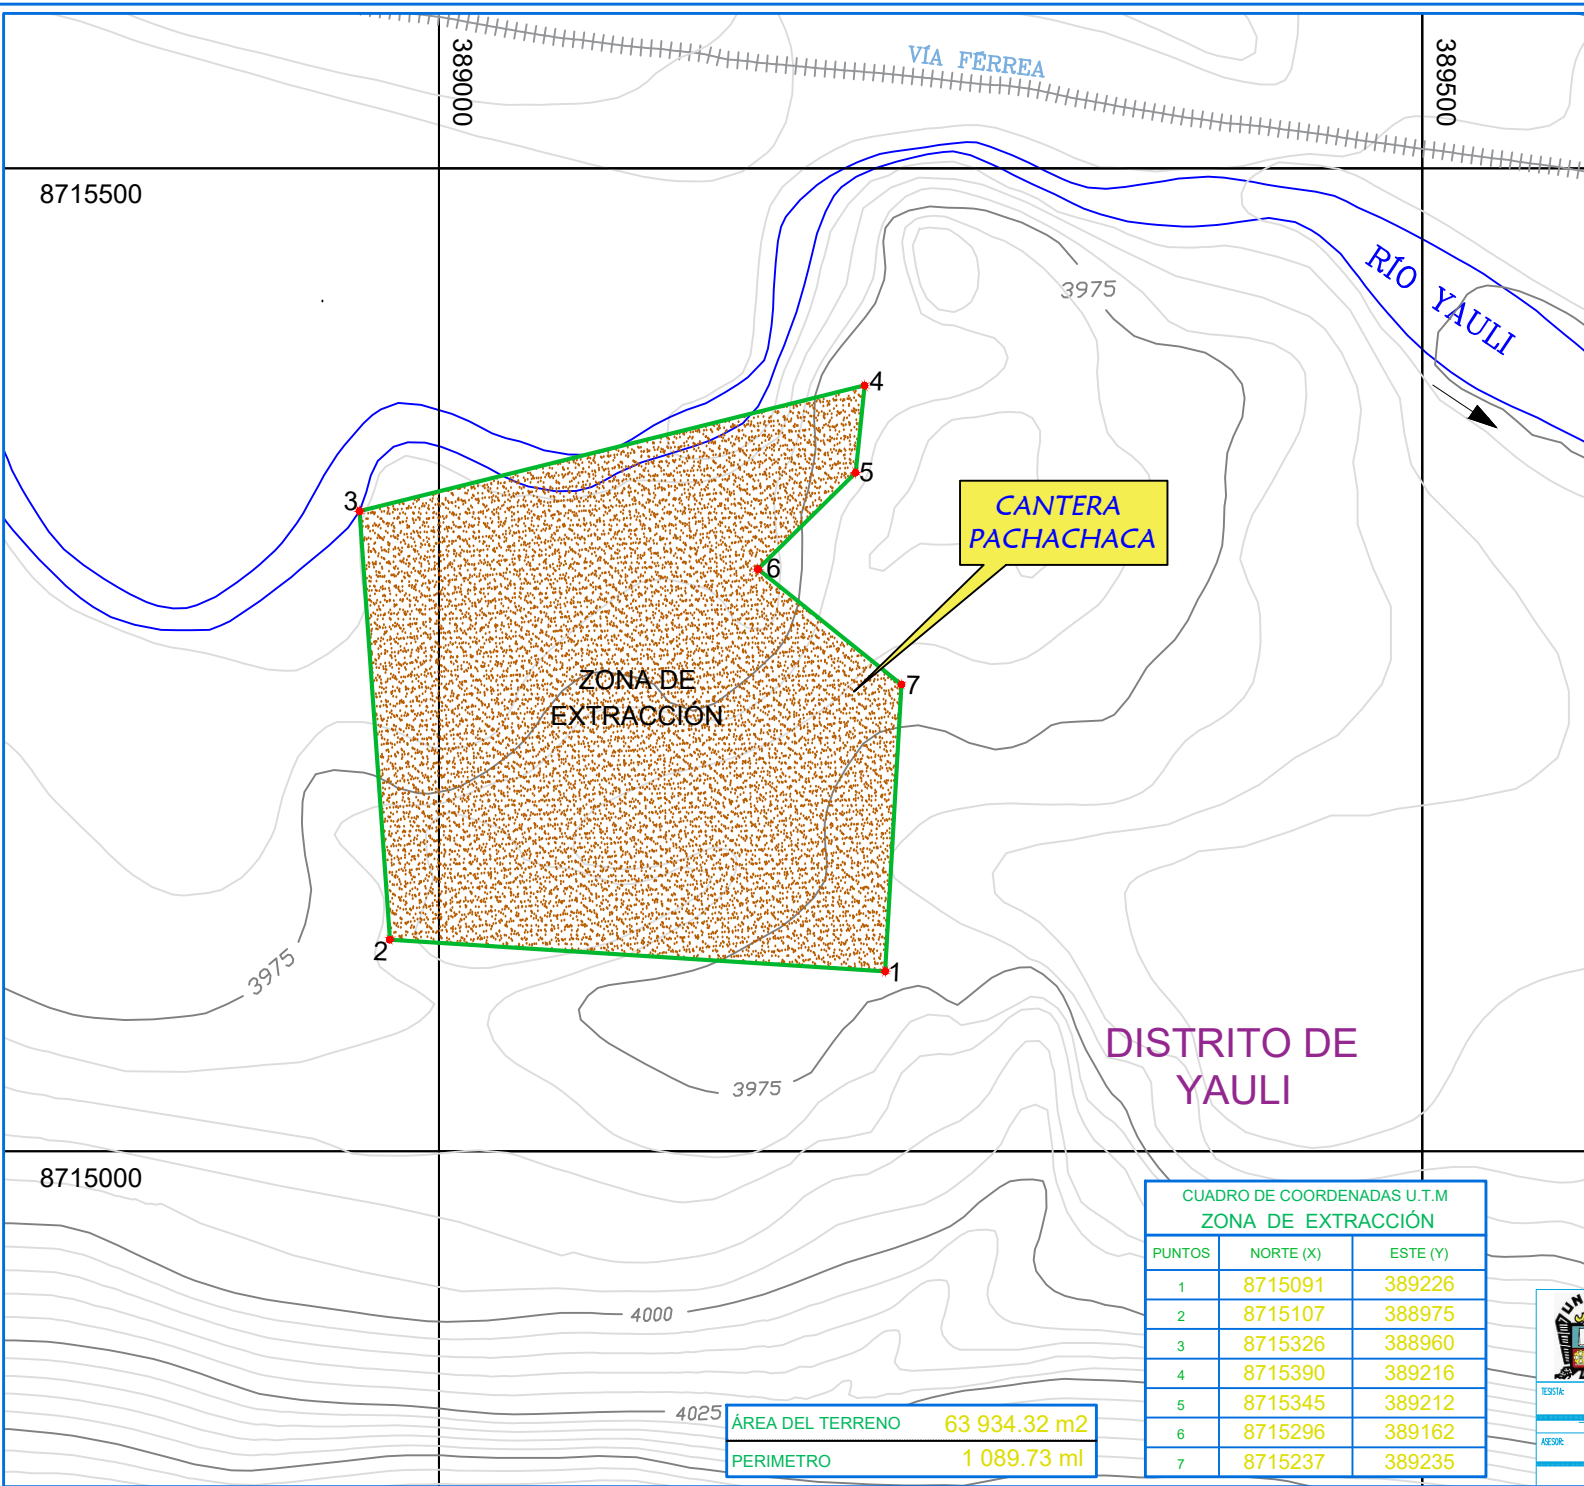 389000
VÍA FÉRREA
389500
8715500
RÍO YAULI
3975
4
5
3
CANTERA
PACHACHACA
6
ZONA DE
EXTRACCIÓN
7
2
3975
1
DISTRITO DE
YAULI
3975
8715000
CUADRO DE COORDENADAS U.T.M
ZONA DE EXTRACCIÓN
PUNTOS NORTE (X) ESTE (Y)
1 8715091 389226
2 8715107 388975
3 8715326 388960
4 8715390 389216
5 8715345 389212
6 8715296 389162
7 8715237 389235
4000
4025
ÁREA DEL TERRENO 63 934.32 m2
PERIMETRO 1 089.73 ml
UN
TESISTA:
ASESOR: